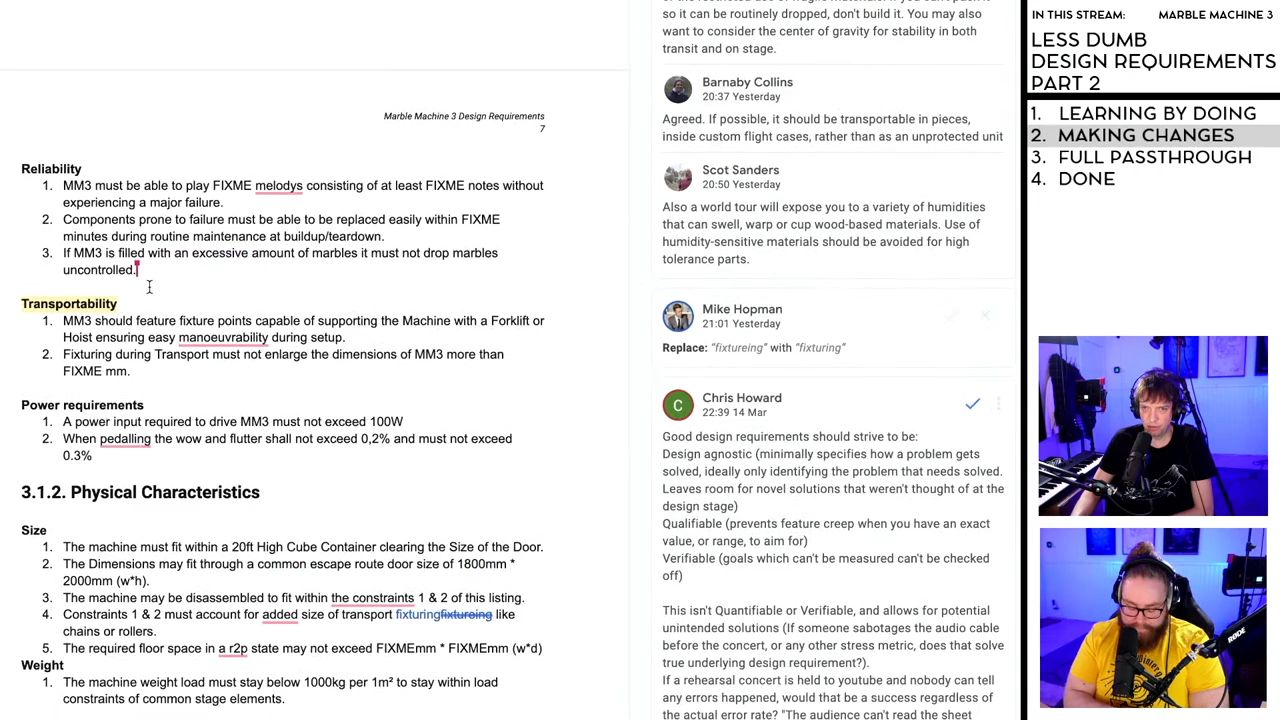 Marble Machine 3 Design Requirements
7
Reliability
1. MM3 must be able to play FIXME melodys consisting of at least FIXME notes without
experiencing a major failure.
2. Components prone to failure must be able to be replaced easily within FIXME
minutes during routine maintenance at buildup/teardown.
3. If MM3 is filled with an excessive amount of marbles it must not drop marbles
uncontrolled.
Transportability
1. MM3 should feature fixture points capable of supporting the Machine with a Forklift or
Hoist ensuring easy manoeuvrability during setup.
2. Fixturing during Transport must not enlarge the dimensions of MM3 more than
FIXME mm.
Power requirements
1. A power input required to drive MM3 must not exceed 100W
2. When pedalling the wow and flutter shall not exceed 0,2% and must not exceed
0.3%
3.1.2. Physical Characteristics
Size
1. The machine must fit within a 20ft High Cube Container clearing the Size of the Door.
2. The Dimensions may fit through a common escape route door size of 1800mm *
2000mm (w*h).
3. The machine may be disassembled to fit within the constraints 1 & 2 of this listing.
4. Constraints 1 & 2 must account for added size of transport fixturingfixtureing like
chains or rollers.
5. The required floor space in a r2p state may not exceed FIXMEmm * FIXMEmm (w*d)
Weight
1. The machine weight load must stay below 1000kg per 1m² to stay within load
constraints of common stage elements.
so it can be routinely dropped, don't build it. You may also
want to consider the center of gravity for stability in both
transit and on stage.
Barnaby Collins
20:37 Yesterday
Agreed. If possible, it should be transportable in pieces,
inside custom flight cases, rather than as an unprotected unit
Scot Sanders
20:50 Yesterday
Also a world tour will expose you to a variety of humidities
that can swell, warp or cup wood-based materials. Use of
humidity-sensitive materials should be avoided for high
tolerance parts.
Mike Hopman
21:01 Yesterday
Replace: "fixtureing" with "fixturing"
C
Chris Howard
22:39 14 Mar
Good design requirements should strive to be:
Design agnostic (minimally specifies how a problem gets
solved, ideally only identifying the problem that needs solved.
Leaves room for novel solutions that weren't thought of at the
design stage)
Qualifiable (prevents feature creep when you have an exact
value, or range, to aim for)
Verifiable (goals which can't be measured can't be checked
off)
This isn't Quantifiable or Verifiable, and allows for potential
unintended solutions (If someone sabotages the audio cable
before the concert, or any other stress metric, does that solve
true underlying design requirement?).
If a rehearsal concert is held to youtube and nobody can tell
any errors happened, would that be a success regardless of
the actual error rate? "The audience can't read the sheet
IN THIS STREAM: MARBLE MACHINE 3
LESS DUMB
DESIGN REQUIREMENTS
PART 2
1. LEARNING BY DOING
2. MAKING CHANGES
3. FULL PASSTHROUGH
4. DONE
RODE